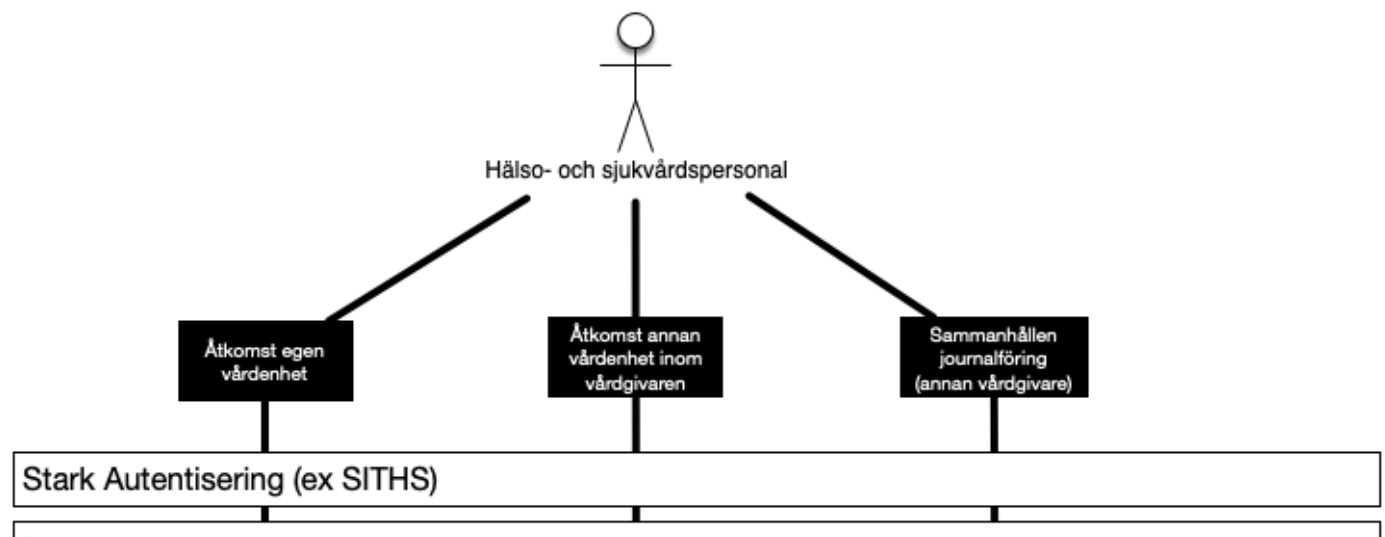 Hälso- och sjukvårdspersonal
Åtkomst egen
vårdenhet
Åtkomst annan
vårdenhet inom
vårdgivaren
Sammanhållen
journalföring
(annan vårdgivare)
Stark Autentisering (ex SITHS)